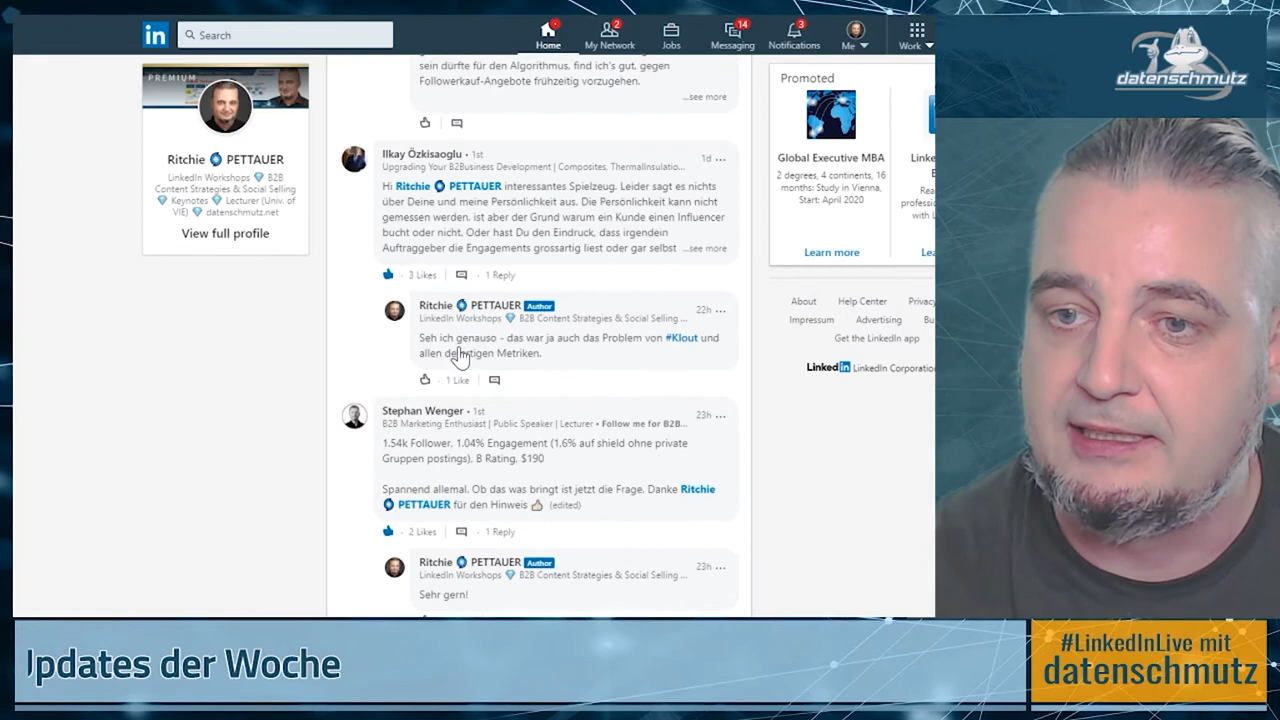 Search
Home
2
My Network
Jobs
14
Messaging
3
Notifications
Me
Work
datenschmutz
PREMIUM
Ritchie PETTAUER
LinkedIn Workshops B2B
Content Strategies & Social Selling
Keynotes Lecturer (Univ. of
VIE) datenschmutz.net
View full profile
sein dürfte für den Algorithmus, find ich's gut, gegen
Followerkauf-Angebote frühzeitig vorzugehen.
...see more
Ilkay Özkisaoglu • 1st
1d ...
Upgrading Your B2Business Development | Composites, ThermalInsulatio...
Hi Ritchie PETTAUER interessantes Spielzeug. Leider sagt es nichts
über Deine und meine Persönlichkeit aus. Die Persönlichkeit kann nicht
gemessen werden. ist aber der Grund warum ein Kunde einen Influencer
bucht oder nicht. Oder hast Du den Eindruck, dass irgendein
Auftraggeber die Engagements grossartig liest oder gar selbst ...see more
3 Likes 1 Reply
Ritchie PETTAUER Author
22h ...
LinkedIn Workshops B2B Content Strategies & Social Selling ...
Seh ich genauso - das war ja auch das Problem von #Klout und
allen Metriken.
1 Like
Stephan Wenger • 1st
23h ...
B2B Marketing Enthusiast | Public Speaker | Lecturer • Follow me for B2B...
1.54k Follower, 1.04% Engagement (1.6% auf shield ohne private
Gruppen postings), B Rating, $190
Spannend allemal. Ob das was bringt ist jetzt die Frage. Danke Ritchie
PETTAUER für den Hinweis (edited)
2 Likes 1 Reply
Ritchie PETTAUER Author
23h ...
LinkedIn Workshops B2B Content Strategies & Social Selling ...
Sehr gern!
Promoted
Global Executive MBA
2 degrees, 4 continents, 16
months: Study in Vienna,
Start: April 2020
Learn more
About Help Center
Impressum Advertising
Get the LinkedIn app
LinkedIn LinkedIn
Updates der Woche
#LinkedInLive mit
datenschmutz